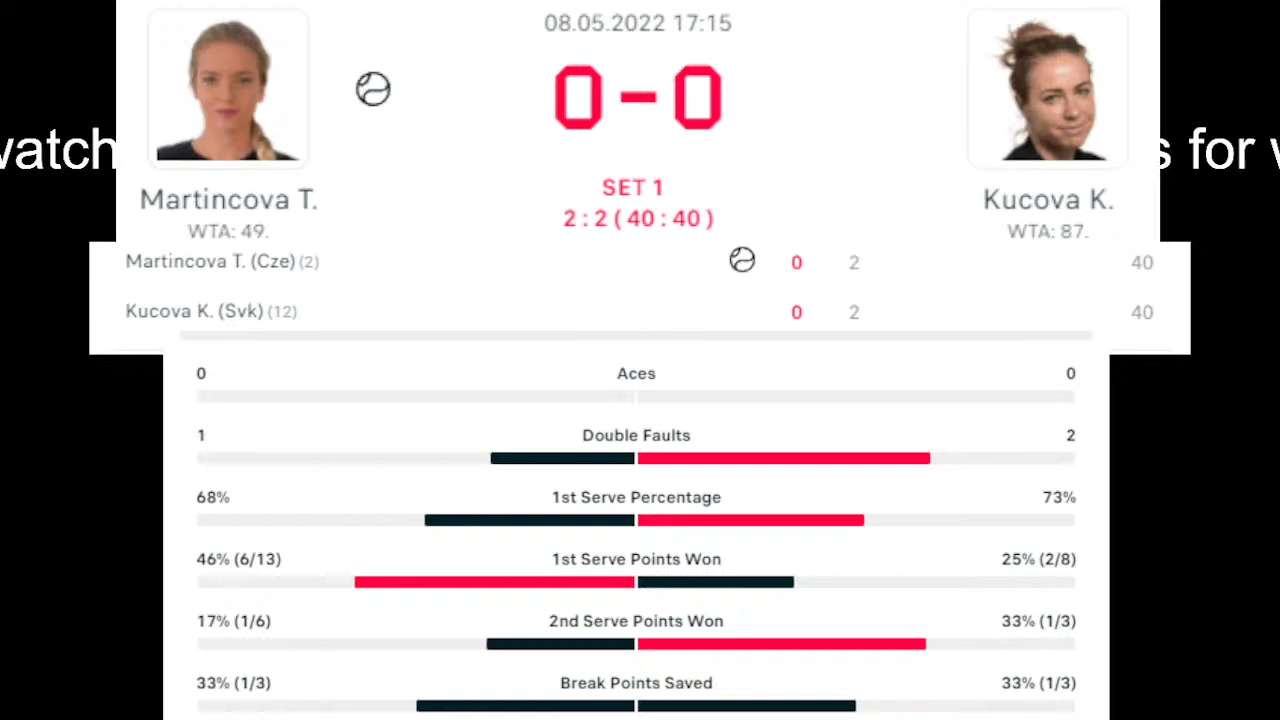 08.05.2022 17:15
0 - 0
watch
s for w
SET 1
2 : 2 ( 40 : 40 )
Martincova T.
WTA: 49.
Kucova K.
WTA: 87.
Martincova T. (Cze) (2) 0 2 40
Kucova K. (Svk) (12) 0 2 40
0 Aces 0
1 Double Faults 2
68% 1st Serve Percentage 73%
46% (6/13) 1st Serve Points Won 25% (2/8)
17% (1/6) 2nd Serve Points Won 33% (1/3)
33% (1/3) Break Points Saved 33% (1/3)